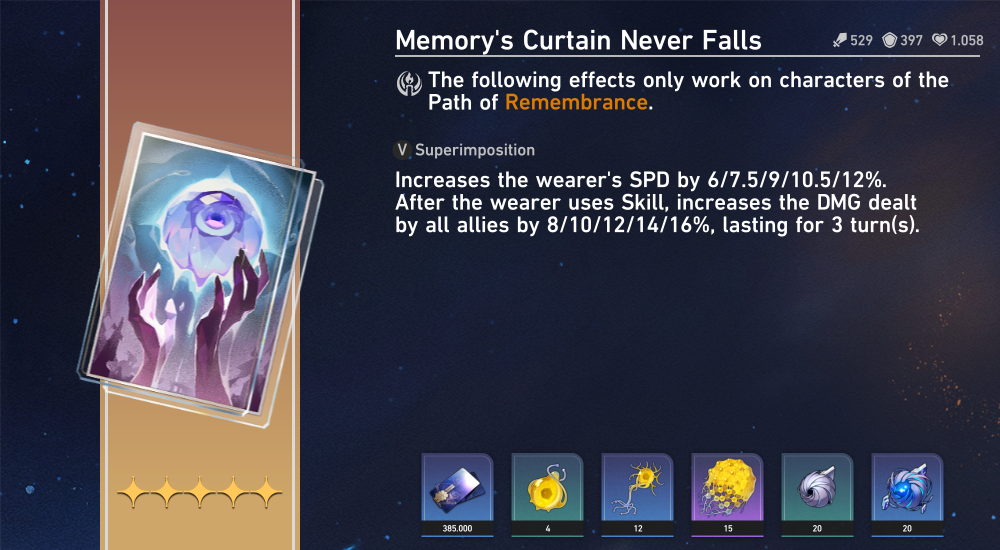 Memory's Curtain Never Falls
529 397 1.058
The following effects only work on characters of the
Path of Remembrance.
V Superimposition
Increases the wearer's SPD by 6/7.5/9/10.5/12%.
After the wearer uses Skill, increases the DMG dealt
by all allies by 8/10/12/14/16%, lasting for 3 turn(s).
385.000 4 12 15 20 20